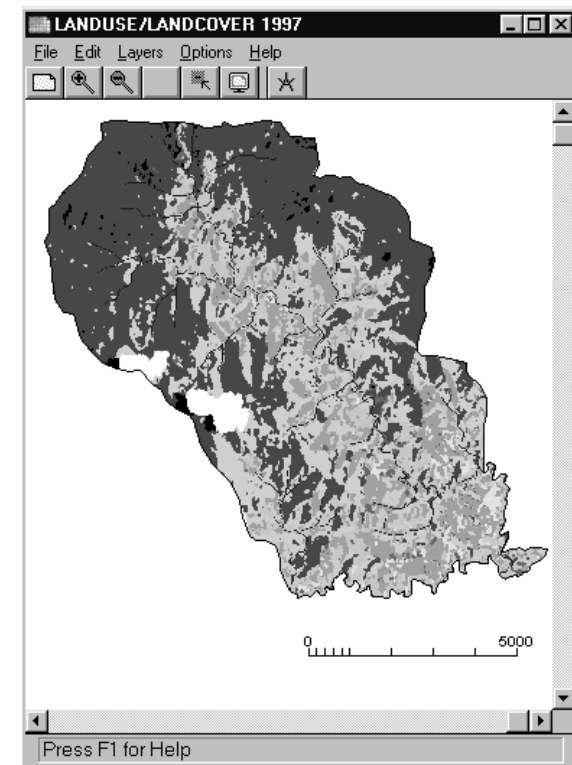 LANDUSE/LANDCOVER 1997
File Edit Layers Options Help
0 5000
Press F1 for Help